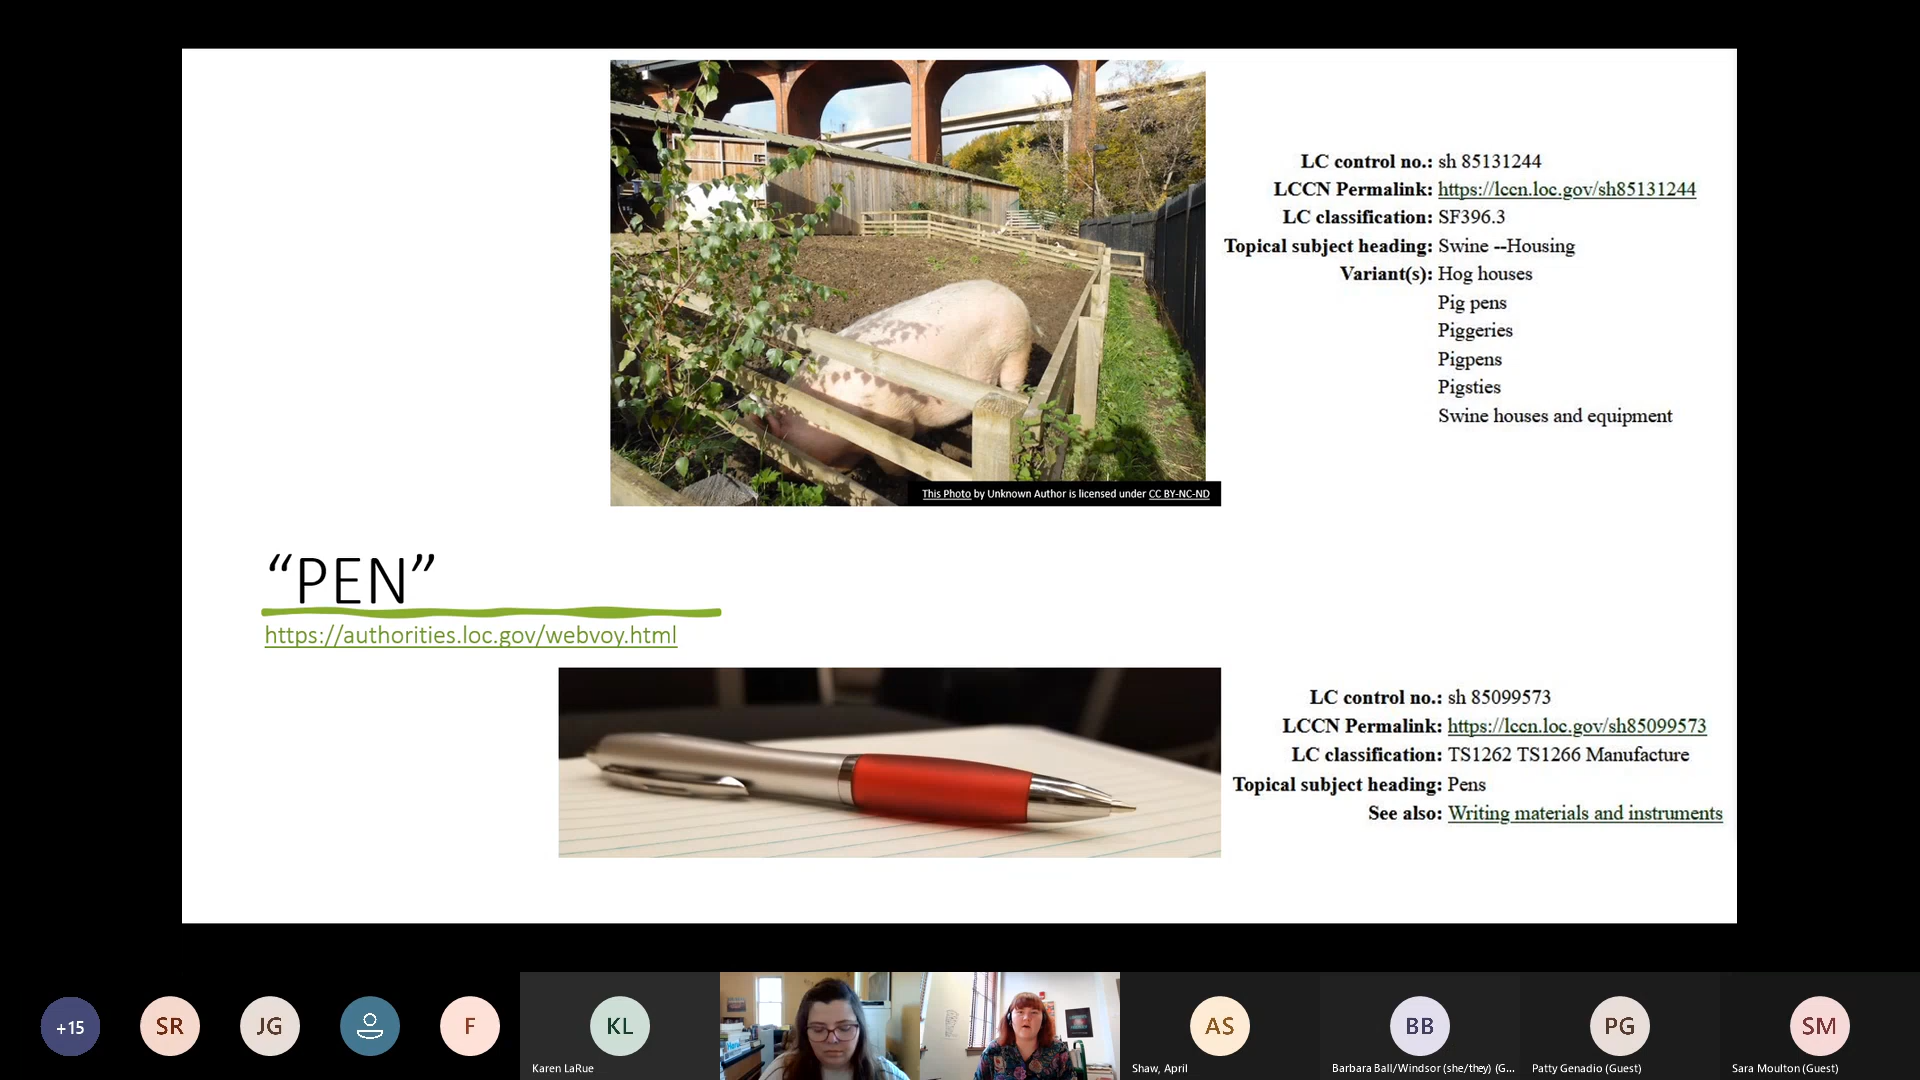 LC control no.: sh 85131244
LCCN Permalink: https://lccn.loc.gov/sh85131244
LC classification: SF396.3
Topical subject heading: Swine --Housing
Variant(s): Hog houses
Pig pens
Piggeries
Pigpens
Pigsties
Swine houses and equipment
This Photo by Unknown Author is licensed under CC BY-NC-ND
“PEN”
https://authorities.loc.gov/webvoy.html
LC control no.: sh 85099573
LCCN Permalink: https://lccn.loc.gov/sh85099573
LC classification: TS1262 TS1266 Manufacture
Topical subject heading: Pens
See also: Writing materials and instruments
+15
SR
JG
F
KL
Karen LaRue
AS
Shaw, April
BB
Barbara Ball/Windsor (she/they) (G...
PG
Patty Genadio (Guest)
SM
Sara Moulton (Guest)